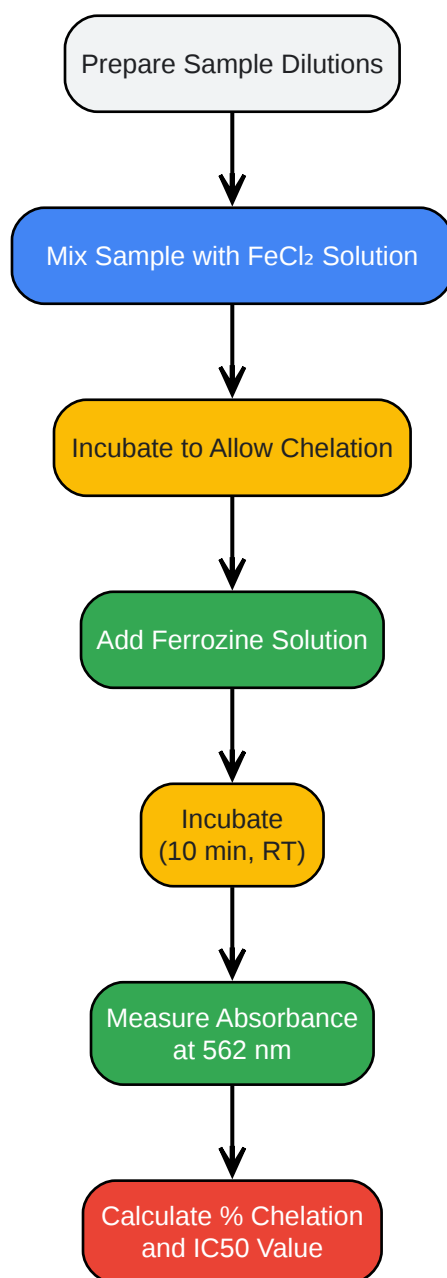 Prepare Sample Dilutions
Mix Sample with FeCl₂ Solution
Incubate to Allow Chelation
Add Ferrozine Solution
Incubate
(10 min, RT)
Measure Absorbance
at 562 nm
Calculate % Chelation
and IC50 Value